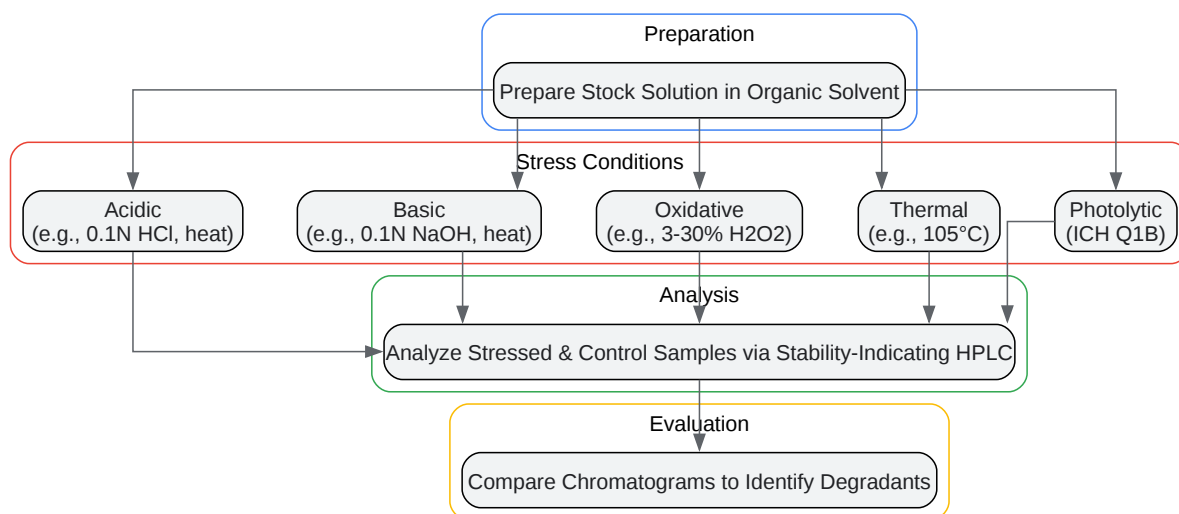 Preparation
Prepare Stock Solution in Organic Solvent
Stress Conditions
Acidic
(e.g., 0.1N HCl, heat)
Basic
(e.g., 0.1N NaOH, heat)
Oxidative
(e.g., 3-30% H2O2)
Thermal
(e.g., 105°C)
Photolytic
(ICH Q1B)
Analysis
Analyze Stressed & Control Samples via Stability-Indicating HPLC
Evaluation
Compare Chromatograms to Identify Degradants